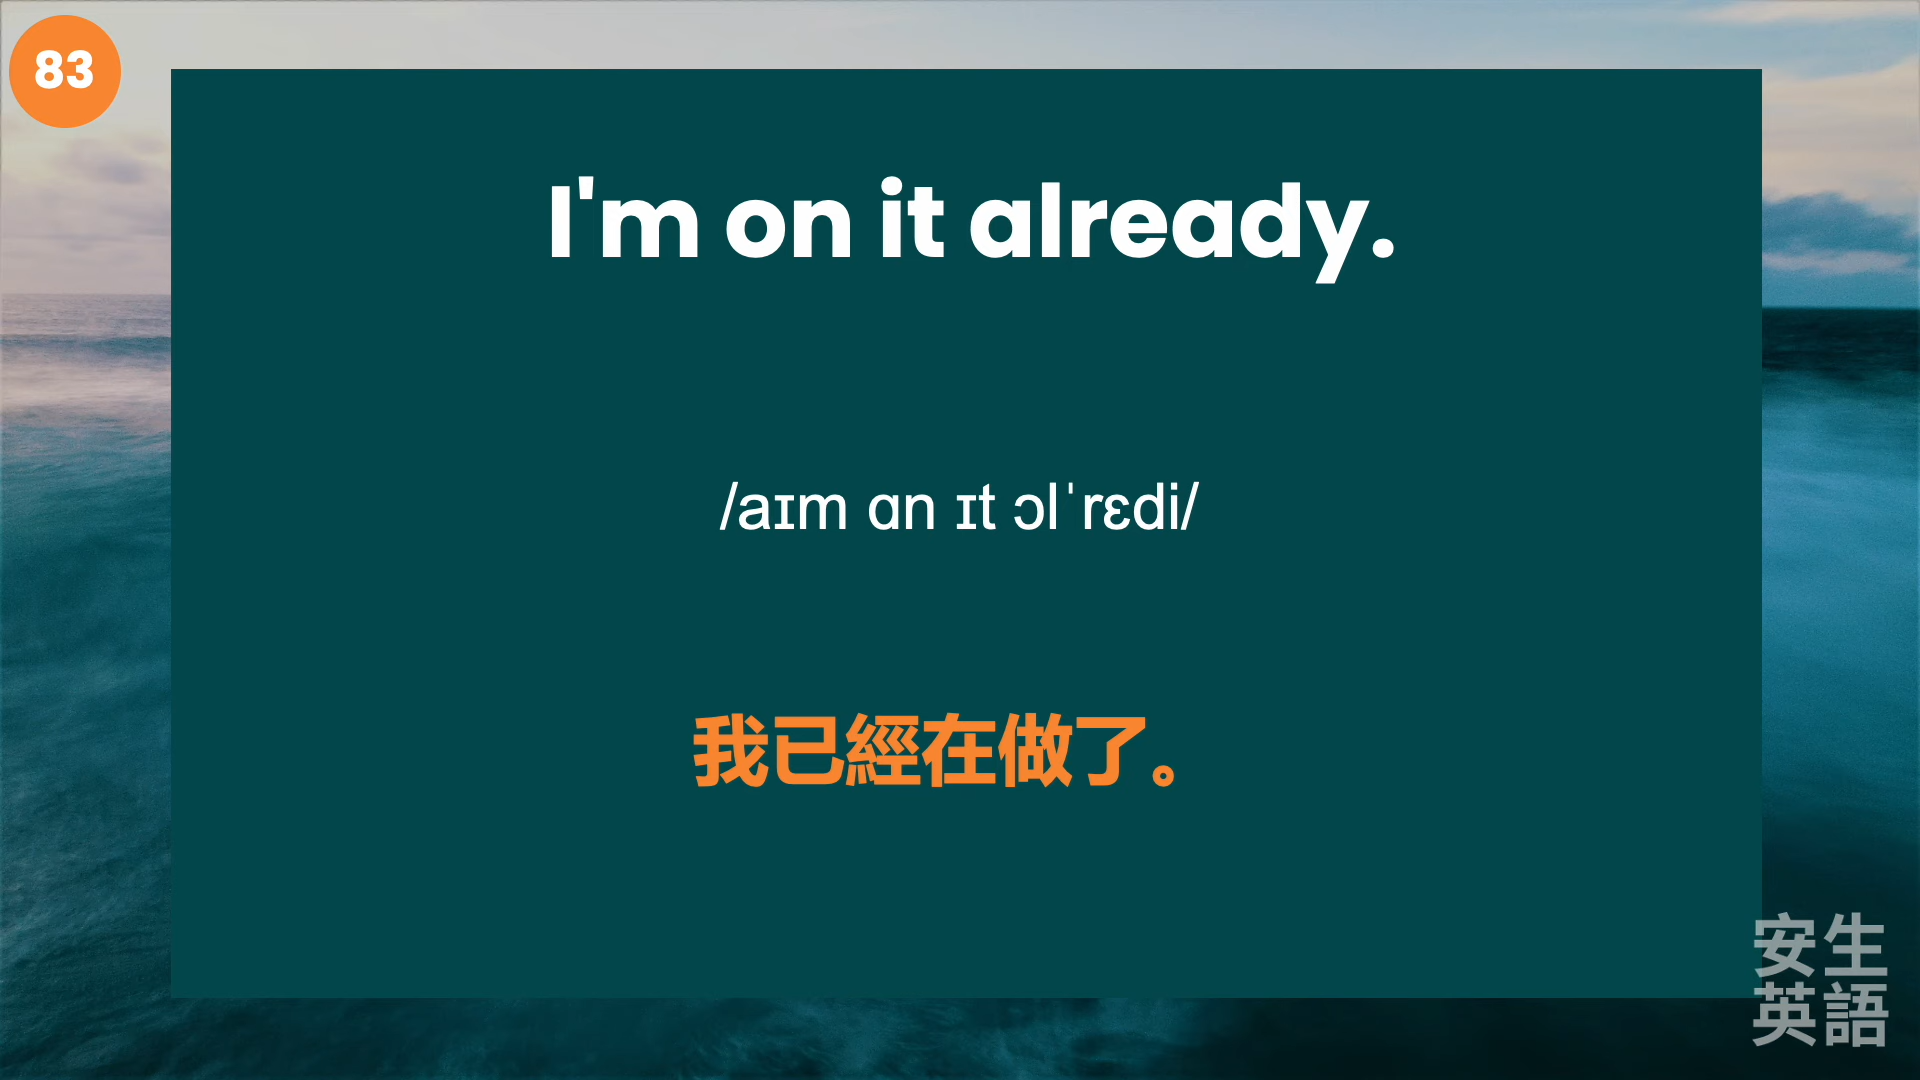 83
I'm on it already.
/aɪm ɑn ɪt ɔlˈrɛdi/
我已經在做了。
安生
英語